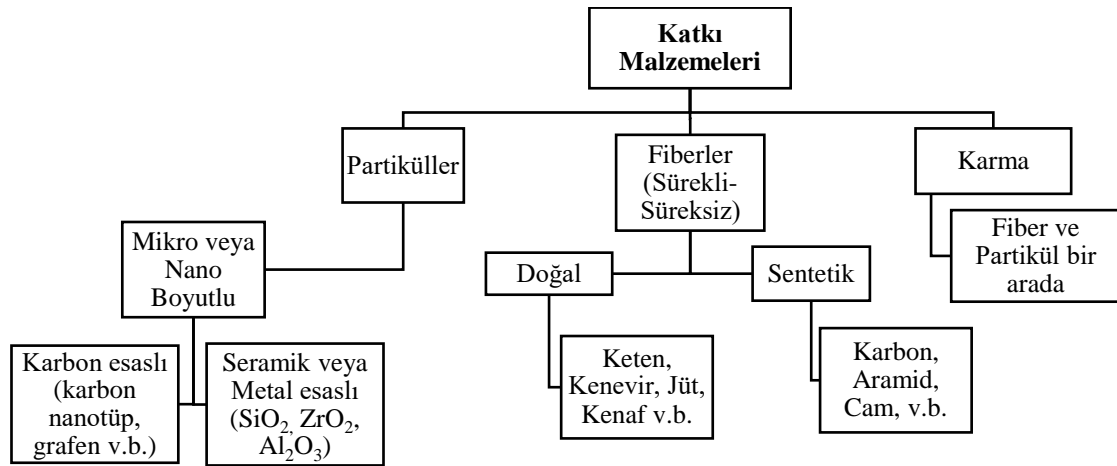 Katkı
Malzemeleri
Partiküller
Fiberler
(Sürekli-
Süreksiz)
Karma
Mikro veya
Nano
Boyutlu
Fiber ve
Partikül bir
arada
Doğal
Sentetik
Karbon esaslı
(karbon
nanotüp,
grafen v.b.)
Seramik veya
Metal esaslı
(SiO₂, ZrO₂,
Al₂O₃)
Keten,
Kenevir, Jüt,
Kenaf v.b.
Karbon,
Aramid,
Cam, v.b.